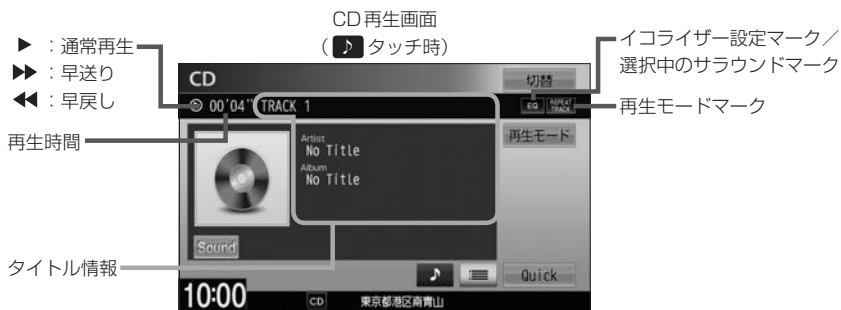 CD再生画面
(♪タッチ時)
▶:通常再生
▶▶:早送り
◀◀:早戻し
再生時間
タイトル情報
イコライザー設定マーク/
選択中のサラウンドマーク
再生モードマーク
CD
切替
00'04" TRACK 1
EQ
REPEAT
TRACK
再生モード
Artist
No Title
Album
No Title
Sound
♪
Quick
10:00
CD
東京都港区南青山